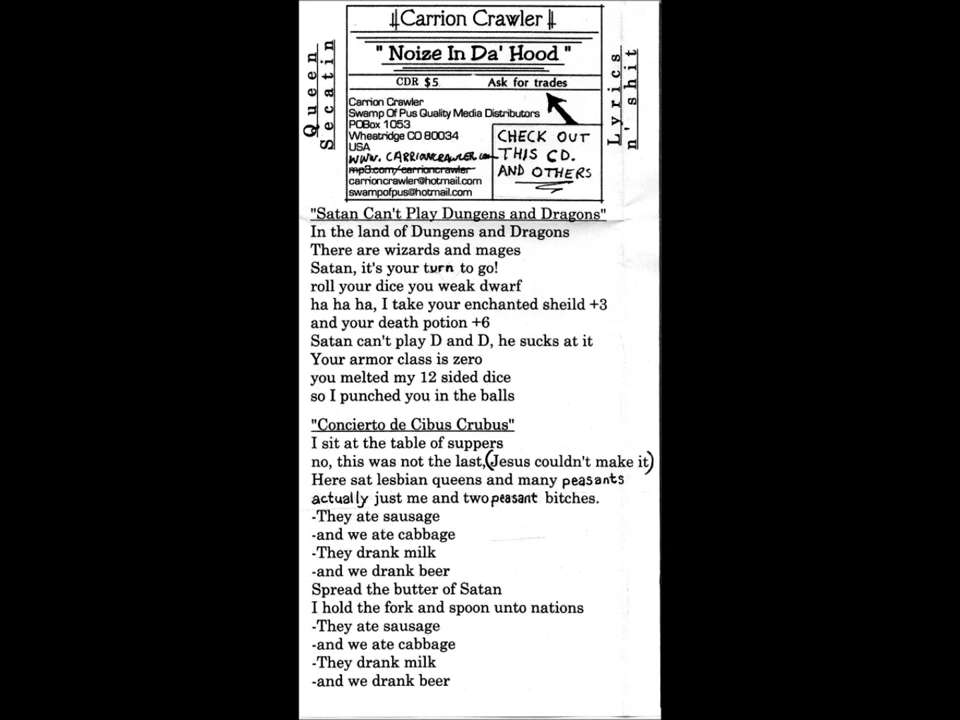 Carrion Crawler
" Noize In Da' Hood "
CDR $5 Ask for trades
Carrion Crawler
Swamp Of Pus Quality Media Distributors
POBox 1053
Wheatridge CO 80034
USA
WWW. CARRIONCRAWLER.com
mp3.com/carrioncrawler
carrioncrawler@hotmail.com
swampofpus@hotmail.com
CHECK OUT
THIS CD.
AND OTHERS
Queen
Secatin
Lyrics
n' shit
"Satan Can't Play Dungens and Dragons"
In the land of Dungens and Dragons
There are wizards and mages
Satan, it's your turn to go!
roll your dice you weak dwarf
ha ha ha, I take your enchanted sheild +3
and your death potion +6
Satan can't play D and D, he sucks at it
Your armor class is zero
you melted my 12 sided dice
so I punched you in the balls
"Concierto de Cibus Crubus"
I sit at the table of suppers
no, this was not the last,(Jesus couldn't make it)
Here sat lesbian queens and many peasants
actually just me and two peasant bitches.
-They ate sausage
-and we ate cabbage
-They drank milk
-and we drank beer
Spread the butter of Satan
I hold the fork and spoon unto nations
-They ate sausage
-and we ate cabbage
-They drank milk
-and we drank beer